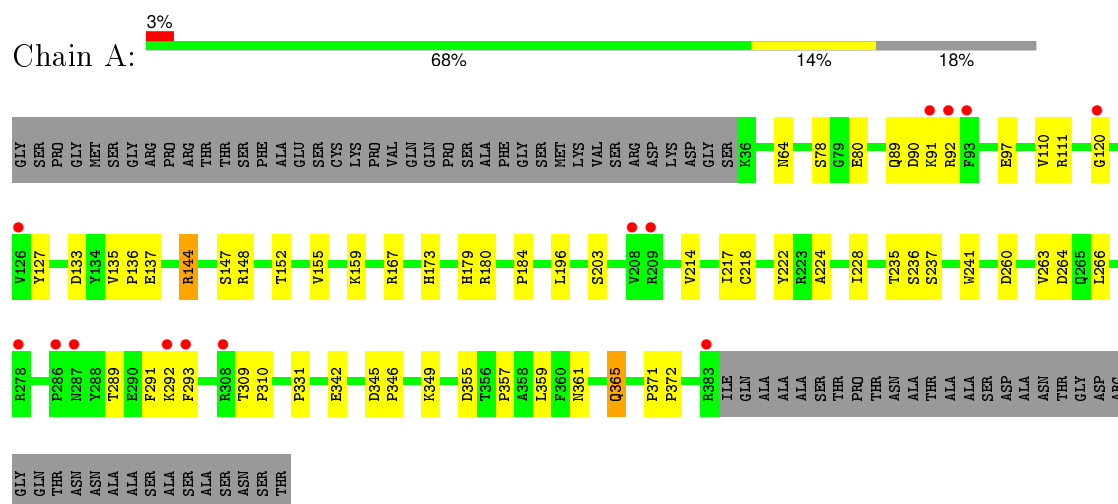 3%
Chain A:
68% 14% 18%
GLY SER PRO GLY MET SER GLY ARG PRO ARG THR THR SER PHE ALA GLU SER CYS LYS PRO VAL GLN GLN PRO SER ALA PHE GLY SER MET LYS VAL SER ARG ASP LYS ASP GLY SER K36 N64 S78 G79 E80 Q89 D90 K91 R92 F93 E97 V110 R111 G120
V126 Y127 D133 Y134 V135 P136 E137 R144 S147 R148 T152 V155 K159 R167 H173 H179 R180 P184 L196 S203 V208 R209 V214 I217 C218 Y222 R223 A224 I228 T235 S236 S237 W241 D260 V263 D264 Q265 L266
R278 P286 N287 Y288 T289 E290 F291 K292 F293 R308 T309 P310 P331 E342 D345 P346 K349 D355 T356 P357 A358 L359 F360 N361 Q365 P371 P372 R383 ILE GLN ALA ALA ALA SER THR PRO THR ASN ALA THR ALA ALA SER ASP ALA ASN THR GLY ASP ARG
GLY GLN THR ASN ASN ALA ALA SER ALA SER ALA SER ASN SER THR